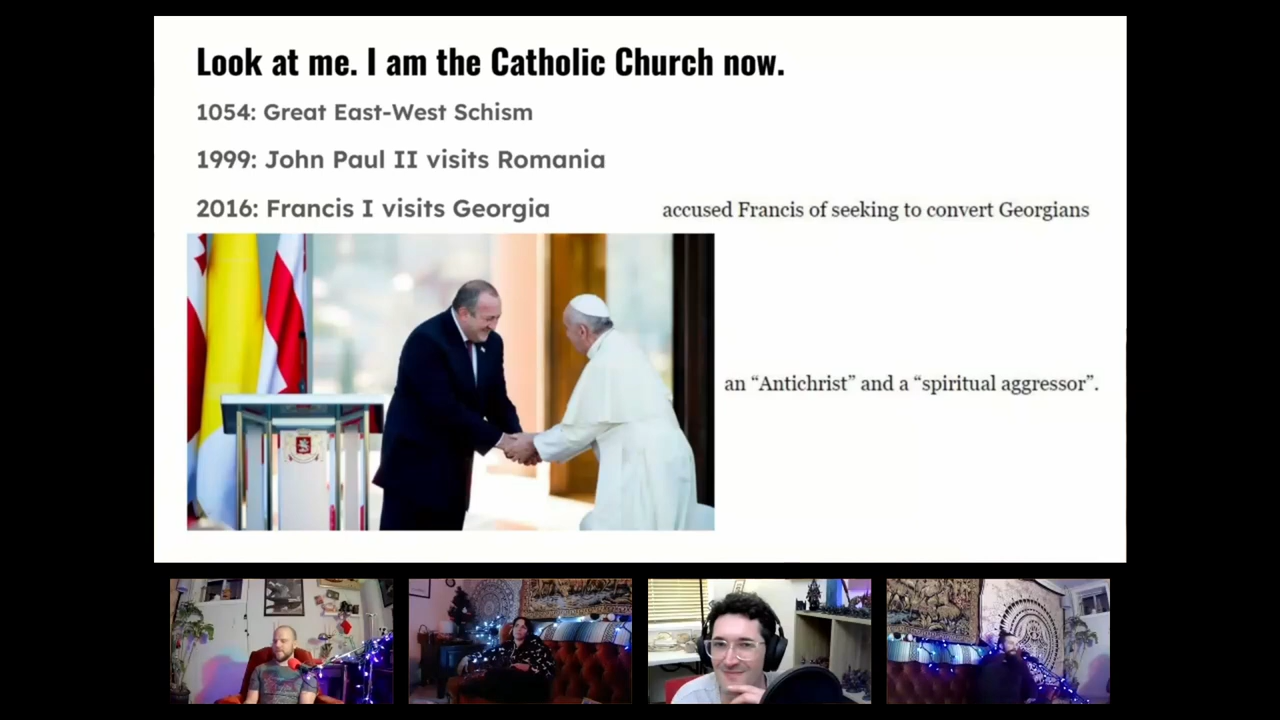 Look at me. I am the Catholic Church now.
1054: Great East-West Schism
1999: John Paul II visits Romania
2016: Francis I visits Georgia
accused Francis of seeking to convert Georgians
an “Antichrist” and a “spiritual aggressor”.